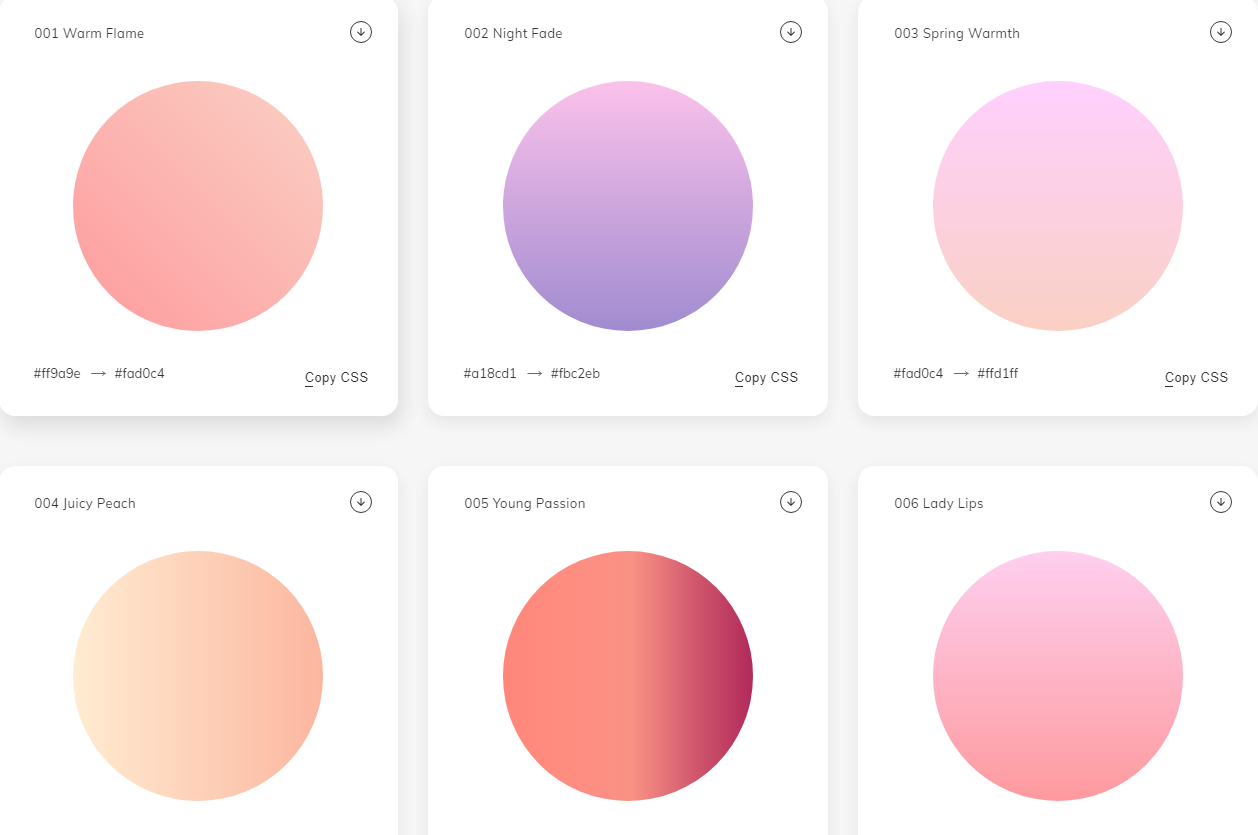 001 Warm Flame
002 Night Fade
003 Spring Warmth
#ff9a9e → #fad0c4
Copy CSS
#a18cd1 → #fbc2eb
Copy CSS
#fad0c4 → #ffd1ff
Copy CSS
004 Juicy Peach
005 Young Passion
006 Lady Lips